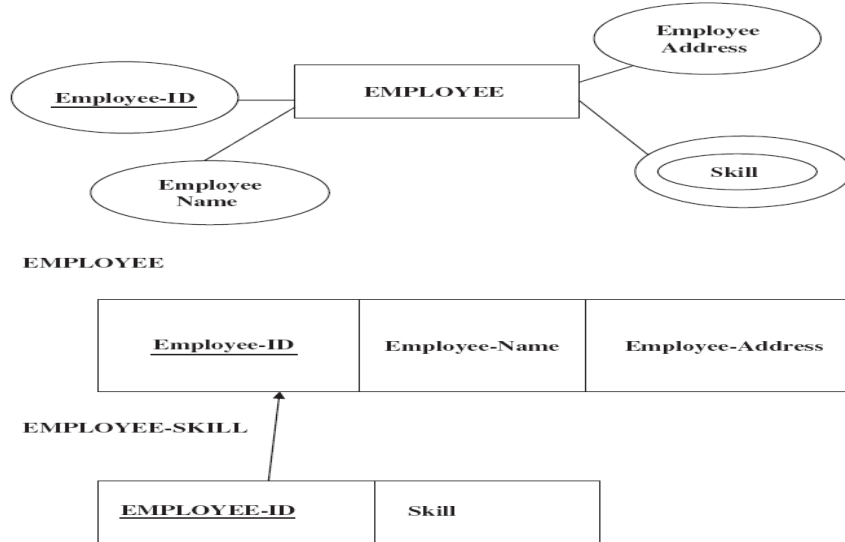 Employee
Address
EMPLOYEE
Employee-ID
Skill
Employee
Name
EMPLOYEE
Employee-ID Employee-Name Employee-Address
EMPLOYEE-SKILL
EMPLOYEE-ID Skill